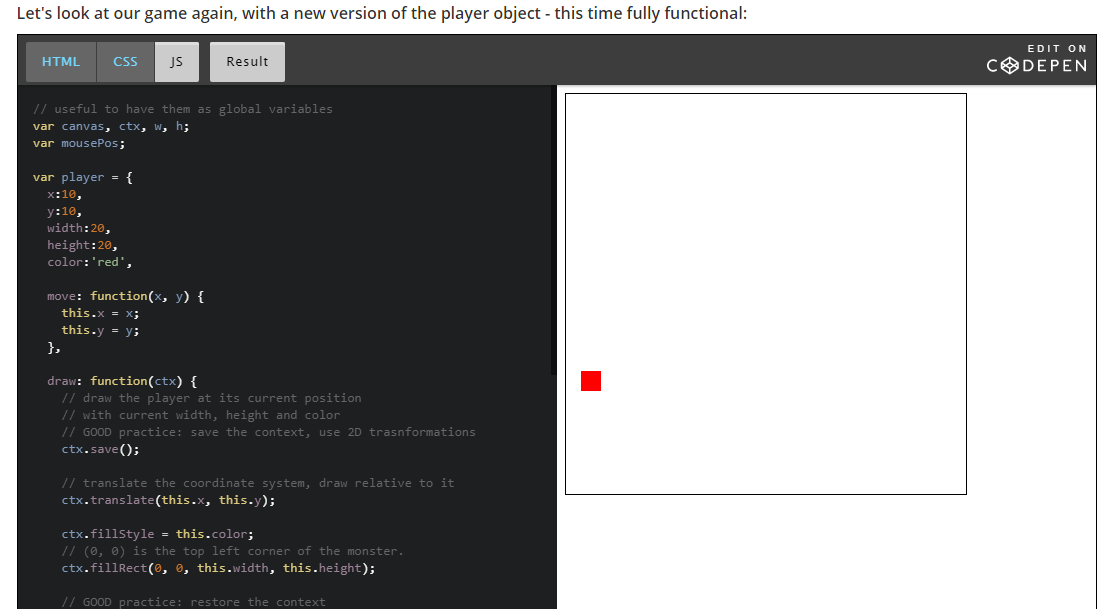 Let's look at our game again, with a new version of the player object - this time fully functional:
HTML CSS JS Result
EDIT ON
CODEPEN
// useful to have them as global variables
var canvas, ctx, w, h;
var mousePos;
var player = {
x:10,
y:10,
width:20,
height:20,
color:'red',
move: function(x, y) {
this.x = x;
this.y = y;
},
draw: function(ctx) {
// draw the player at its current position
// with current width, height and color
// GOOD practice: save the context, use 2D trasnformations
ctx.save();
// translate the coordinate system, draw relative to it
ctx.translate(this.x, this.y);
ctx.fillStyle = this.color;
// (0, 0) is the top left corner of the monster.
ctx.fillRect(0, 0, this.width, this.height);
// GOOD practice: restore the context